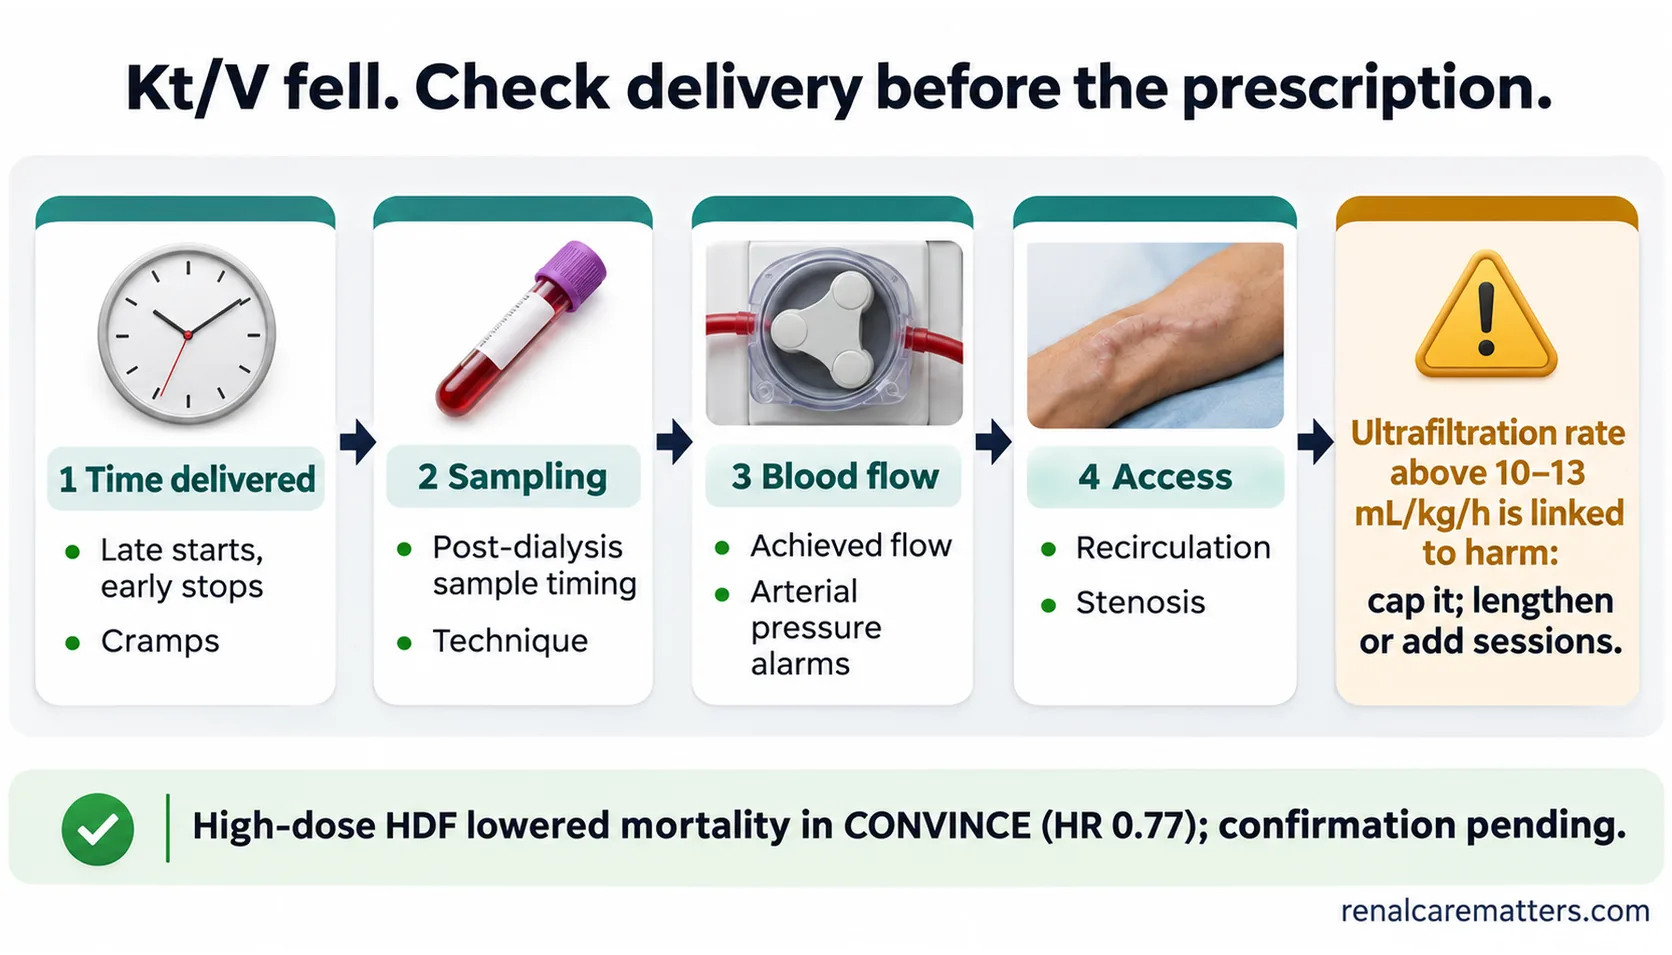 Kt/V fell. Check delivery before the prescription.
1 Time delivered
Late starts,
early stops
Cramps
2 Sampling
Post-dialysis
sample timing
Technique
3 Blood flow
Achieved flow
Arterial
pressure
alarms
4 Access
Recirculation
Stenosis
Ultrafiltration rate
above 10–13
mL/kg/h is linked
to harm:
cap it; lengthen
or add sessions.
High-dose HDF lowered mortality in CONVINCE (HR 0.77); confirmation pending.
renalcarematters.com